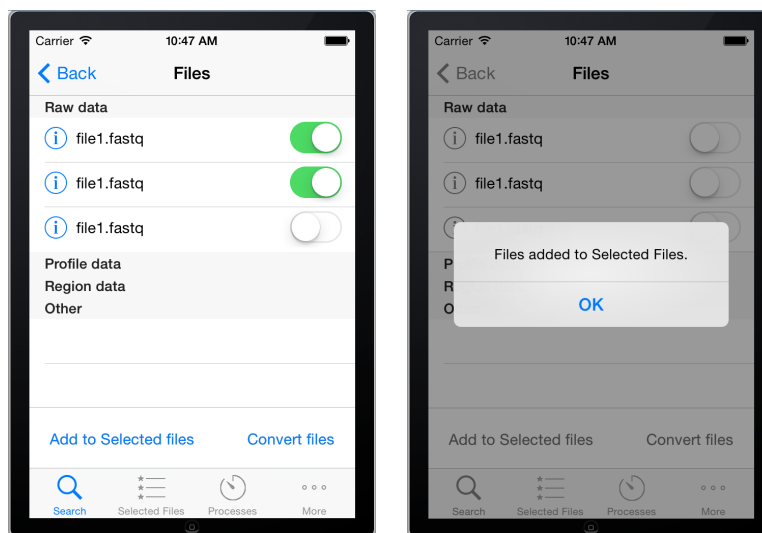 Carrier 10:47 AM
Back Files
Raw data
file1.fastq
file1.fastq
file1.fastq
Profile data
Region data
Other
Add to Selected files Convert files
Search Selected Files Processes More
Carrier 10:47 AM
Back Files
Raw data
file1.fastq
file1.fastq
P
Files added to Selected Files.
R
OK
O
Add to Selected files Convert files
Search Selected Files Processes More